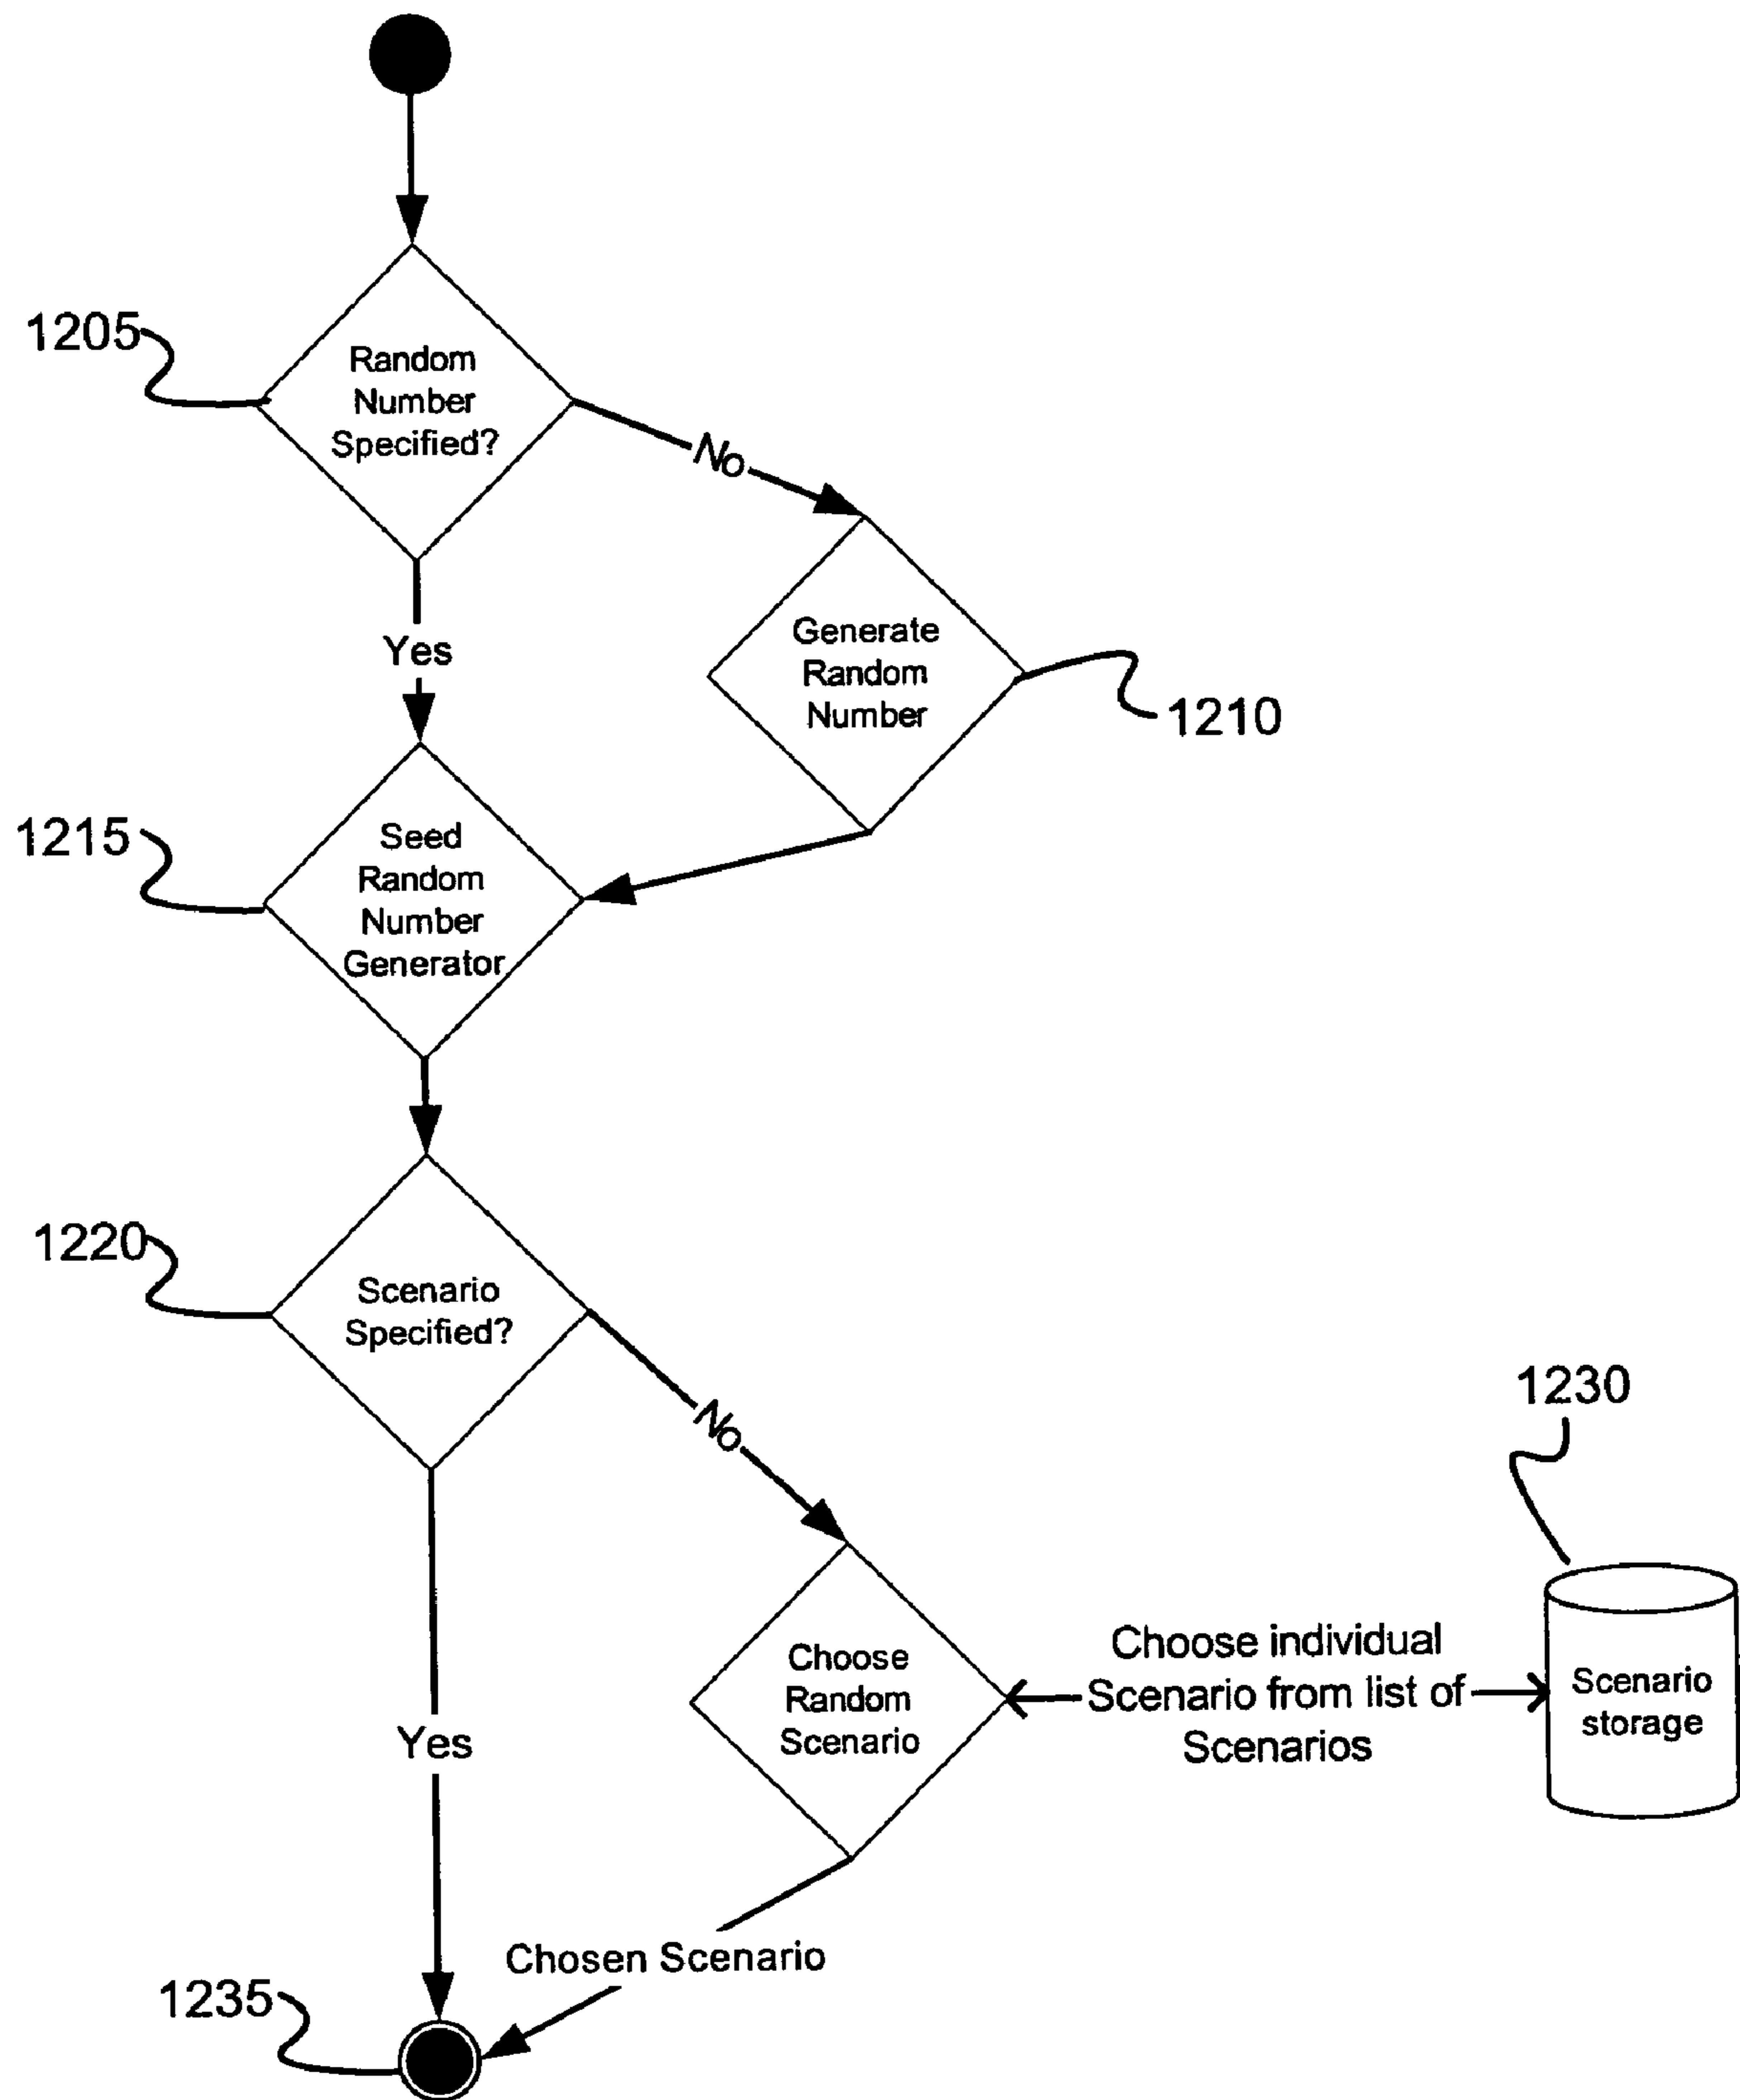 1205
Random
Number
Specified?
No
Yes
Generate
Random
Number
1210
1215
Seed
Random
Number
Generator
1220
Scenario
Specified?
No
1230
Yes
Choose
Random
Scenario
Choose individual
Scenario from list of
Scenarios
Scenario
storage
Chosen Scenario
1235